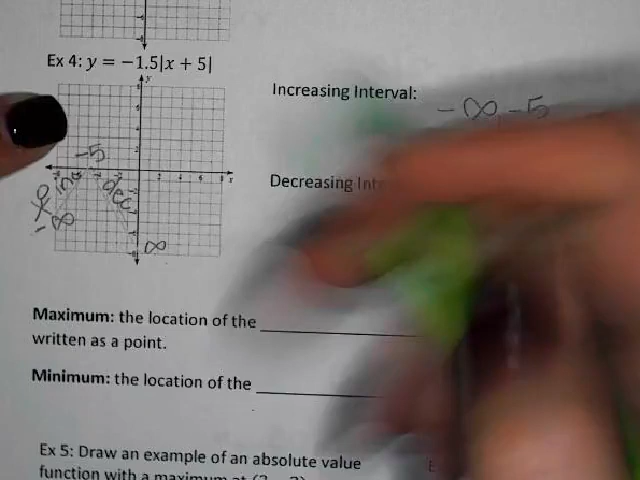 Ex 4: y = −1.5|x + 5|
Increasing Interval:
-∞ -5
-5
inc
dec
-∞
∞
Decreasing
Maximum: the location of the
written as a point.
Minimum: the location of the
Ex 5: Draw an example of an absolute value
function with a maximum at